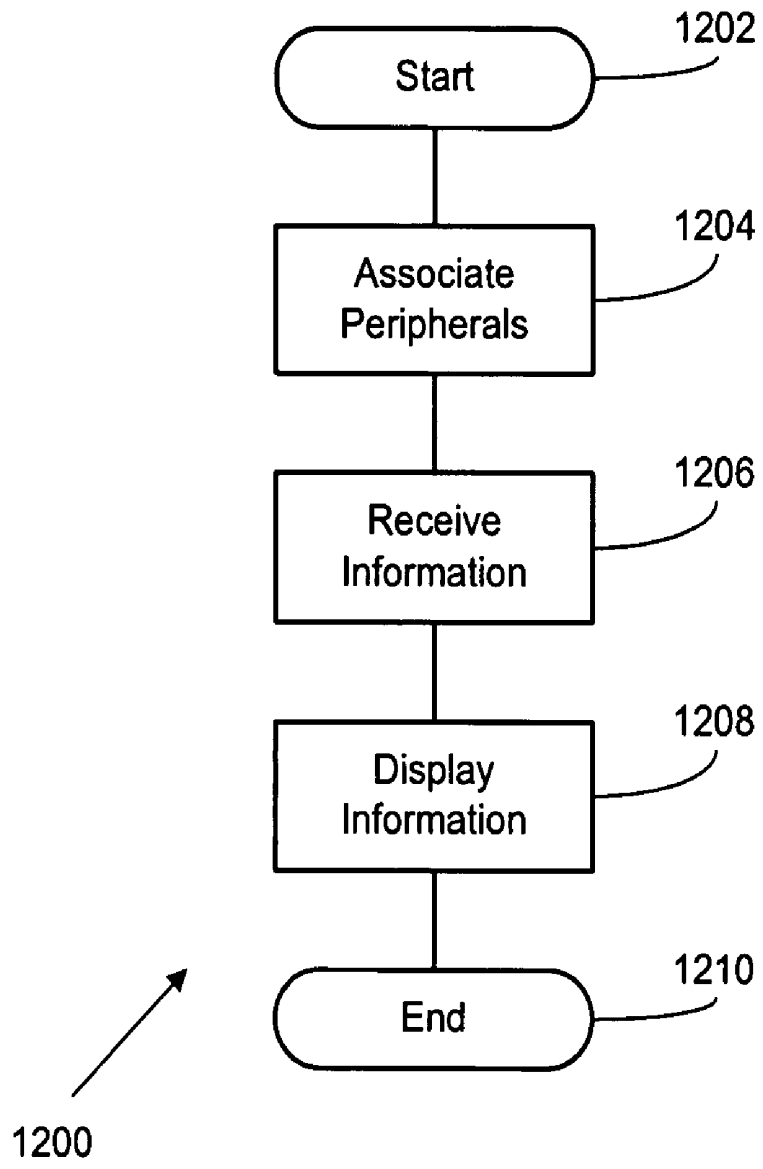 1202
Start
1204
Associate
Peripherals
1206
Receive
Information
1208
Display
Information
1210
End
1200